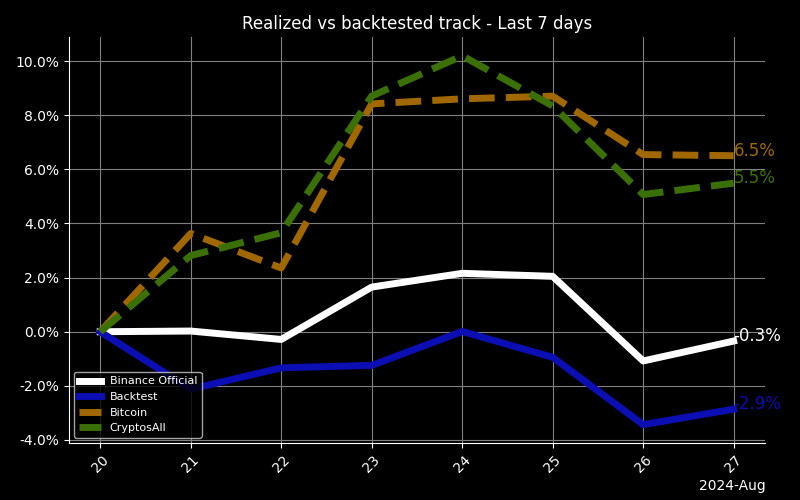 Realized vs backtested track - Last 7 days
10.0%
8.0%
6.0%
4.0%
2.0%
0.0%
-2.0%
-4.0%
6.5%
5.5%
-0.3%
-2.9%
Binance Official
Backtest
Bitcoin
CryptosAll
20 21 22 23 24 25 26 27
2024-Aug